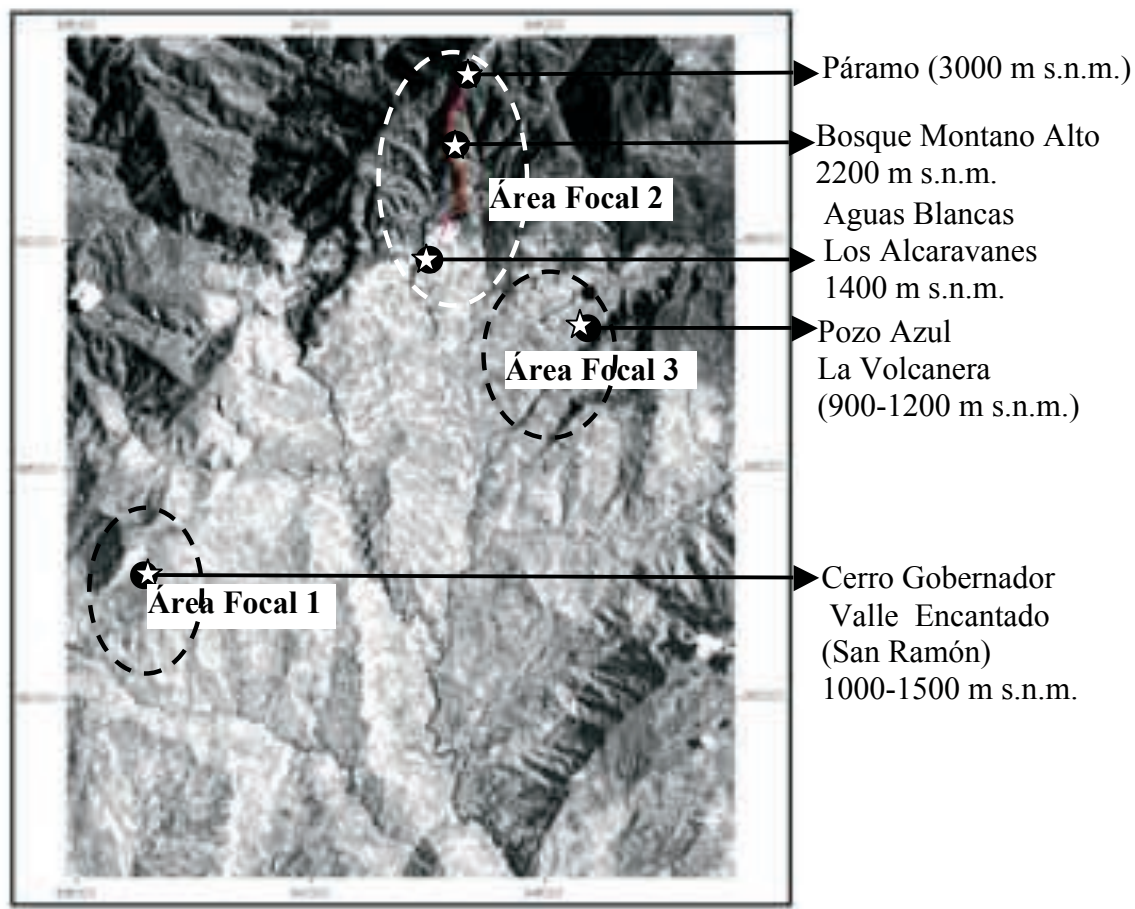 Páramo (3000 m s.n.m.)
Bosque Montano Alto
2200 m s.n.m.
Área Focal 2
Aguas Blancas
Los Alcaravanes
1400 m s.n.m.
Pozo Azul
La Volcanera
(900-1200 m s.n.m.)
Área Focal 3
Cerro Gobernador
Valle Encantado
(San Ramón)
1000-1500 m s.n.m.
Área Focal 1